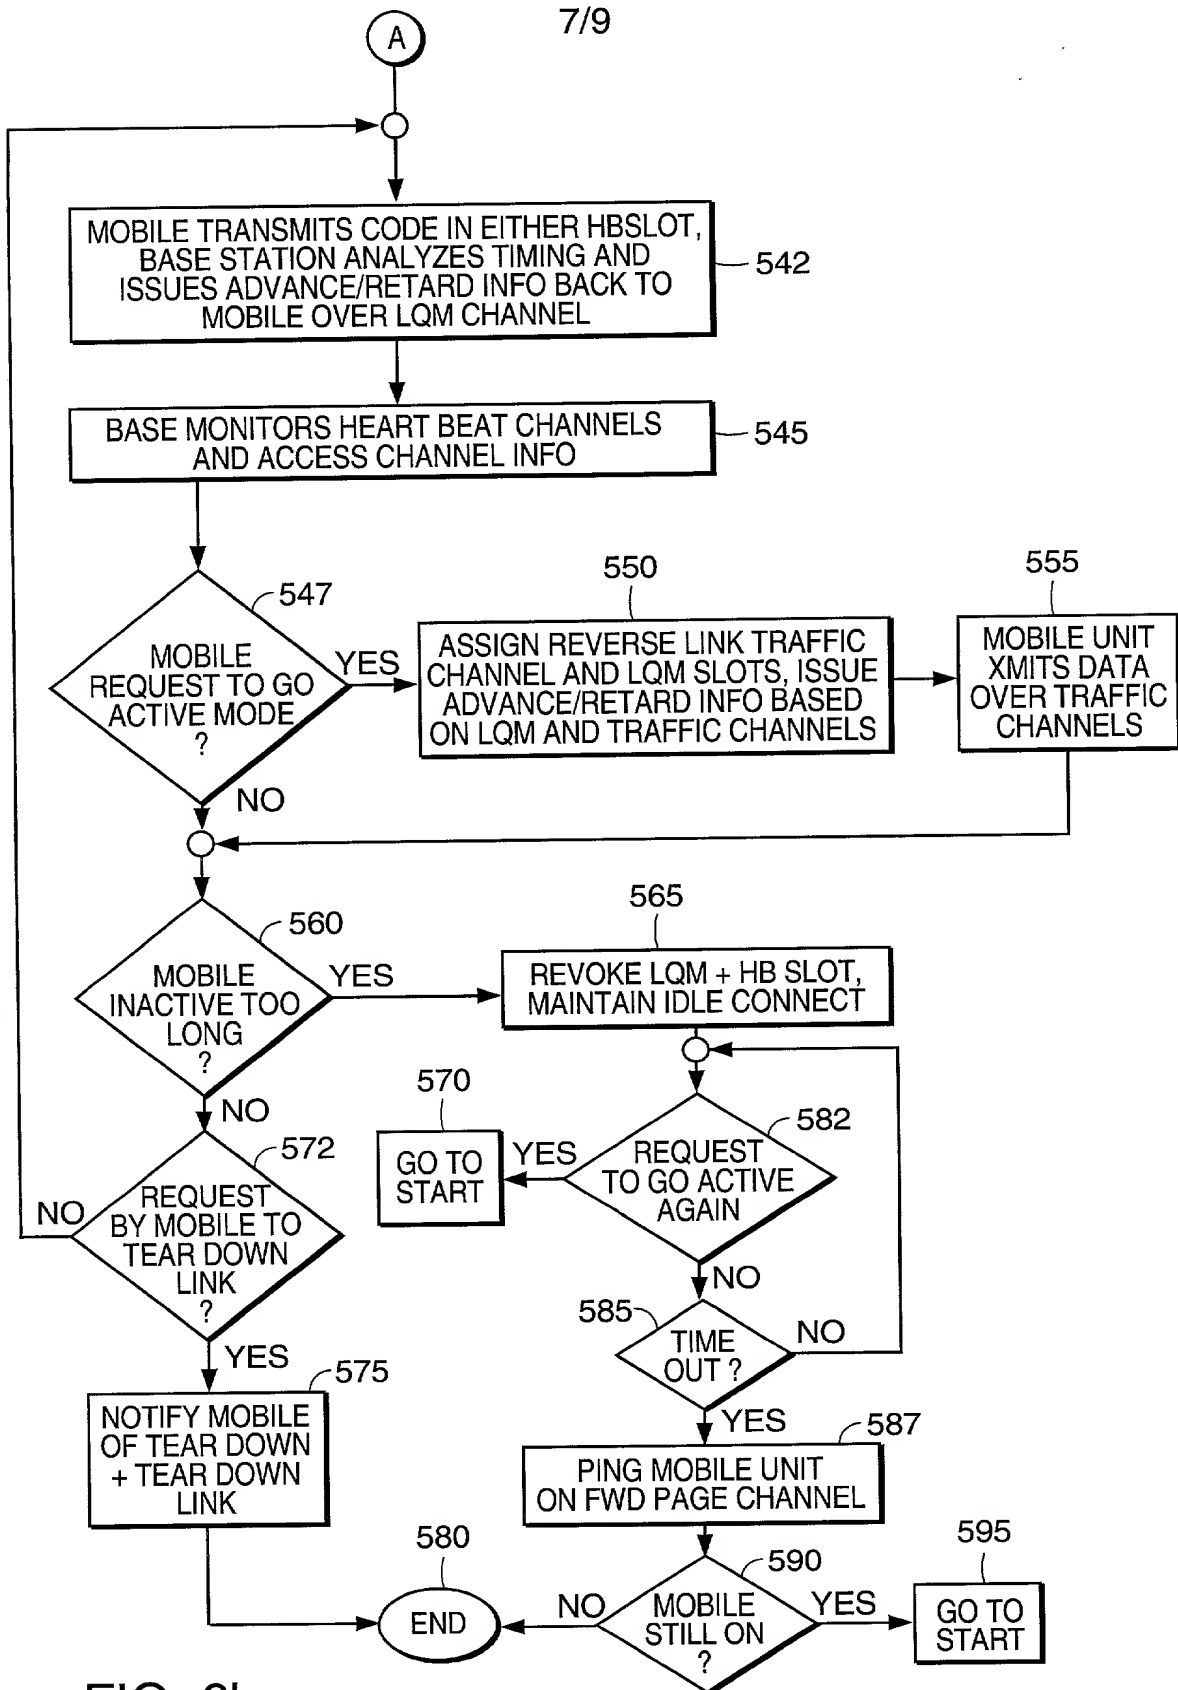 7/9
A
MOBILE TRANSMITS CODE IN EITHER HBSLOT,
BASE STATION ANALYZES TIMING AND
ISSUES ADVANCE/RETARD INFO BACK TO
MOBILE OVER LQM CHANNEL
542
BASE MONITORS HEART BEAT CHANNELS
AND ACCESS CHANNEL INFO
545
547
MOBILE
REQUEST TO GO
ACTIVE MODE
?
YES
NO
550
ASSIGN REVERSE LINK TRAFFIC
CHANNEL AND LQM SLOTS, ISSUE
ADVANCE/RETARD INFO BASED
ON LQM AND TRAFFIC CHANNELS
555
MOBILE UNIT
XMITS DATA
OVER TRAFFIC
CHANNELS
560
MOBILE
INACTIVE TOO
LONG
?
YES
NO
565
REVOKE LQM + HB SLOT,
MAINTAIN IDLE CONNECT
570
GO TO
START
YES
582
REQUEST
TO GO ACTIVE
AGAIN
NO
572
REQUEST
BY MOBILE TO
TEAR DOWN
LINK
?
NO
YES
585
TIME
OUT ?
NO
YES
575
NOTIFY MOBILE
OF TEAR DOWN
+ TEAR DOWN
LINK
587
PING MOBILE UNIT
ON FWD PAGE CHANNEL
580
END
NO
590
MOBILE
STILL ON
?
YES
595
GO TO
START